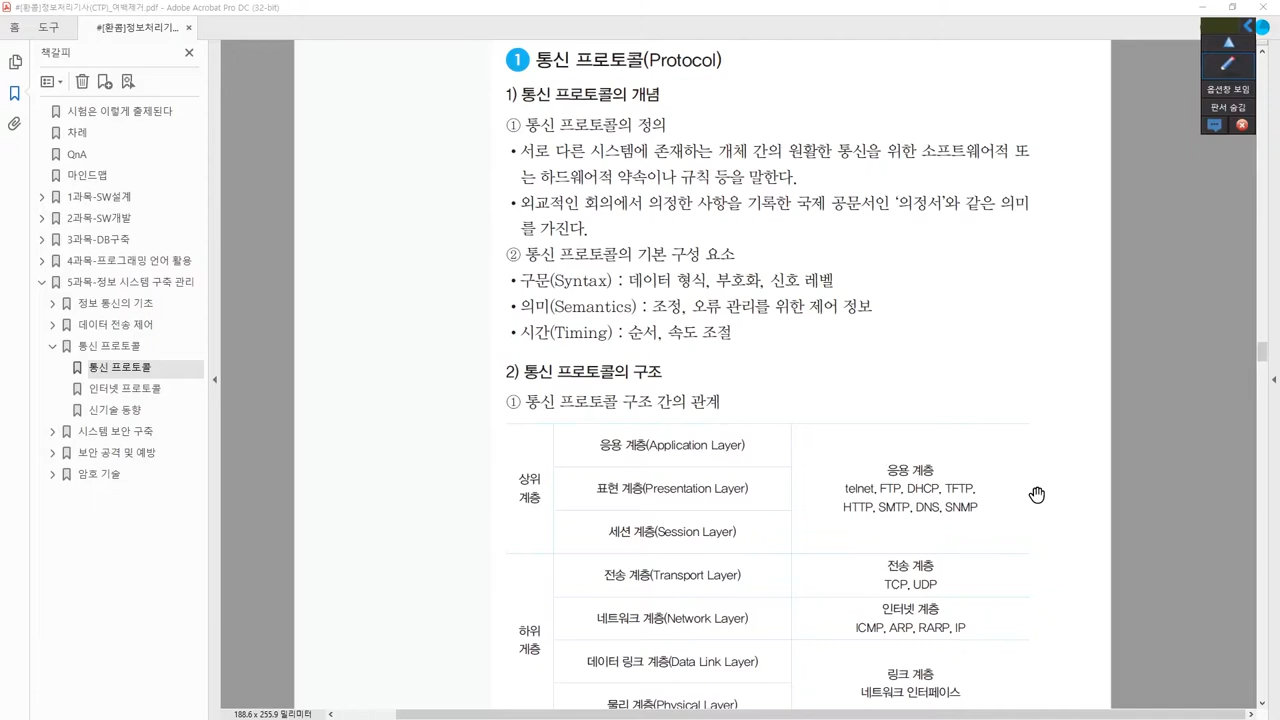 #[환콤]정보처리기사(CTP)_여백제거.pdf - Adobe Acrobat Pro DC (32-bit)
홈 도구 #[환콤]정보처리기... ×
책갈피
시험은 이렇게 출제된다
차례
QnA
마인드맵
1과목-SW설계
2과목-SW개발
3과목-DB구축
4과목-프로그래밍 언어 활용
5과목-정보 시스템 구축 관리
정보 통신의 기초
데이터 전송 제어
통신 프로토콜
통신 프로토콜
인터넷 프로토콜
신기술 동향
시스템 보안 구축
보안 공격 및 예방
암호 기술
1 통신 프로토콜(Protocol)
1) 통신 프로토콜의 개념
① 통신 프로토콜의 정의
• 서로 다른 시스템에 존재하는 개체 간의 원활한 통신을 위한 소프트웨어적 또
는 하드웨어적 약속이나 규칙 등을 말한다.
• 외교적인 회의에서 의정한 사항을 기록한 국제 공문서인 ‘의정서’와 같은 의미
를 가진다.
② 통신 프로토콜의 기본 구성 요소
• 구문(Syntax) : 데이터 형식, 부호화, 신호 레벨
• 의미(Semantics) : 조정, 오류 관리를 위한 제어 정보
• 시간(Timing) : 순서, 속도 조절
2) 통신 프로토콜의 구조
① 통신 프로토콜 구조 간의 관계
상위
계층
응용 계층(Application Layer)
표현 계층(Presentation Layer)
세션 계층(Session Layer)
응용 계층
telnet, FTP, DHCP, TFTP,
HTTP, SMTP, DNS, SNMP
하위
게층
전송 계층(Transport Layer)
전송 계층
TCP, UDP
네트워크 계층(Network Layer)
인터넷 계층
ICMP, ARP, RARP, IP
데이터 링크 계층(Data Link Layer)
물리 계층(Physical Layer)
링크 계층
네트워크 인터페이스
옵션창 보임
판서 숨김
188.6 x 255.9 밀리미터